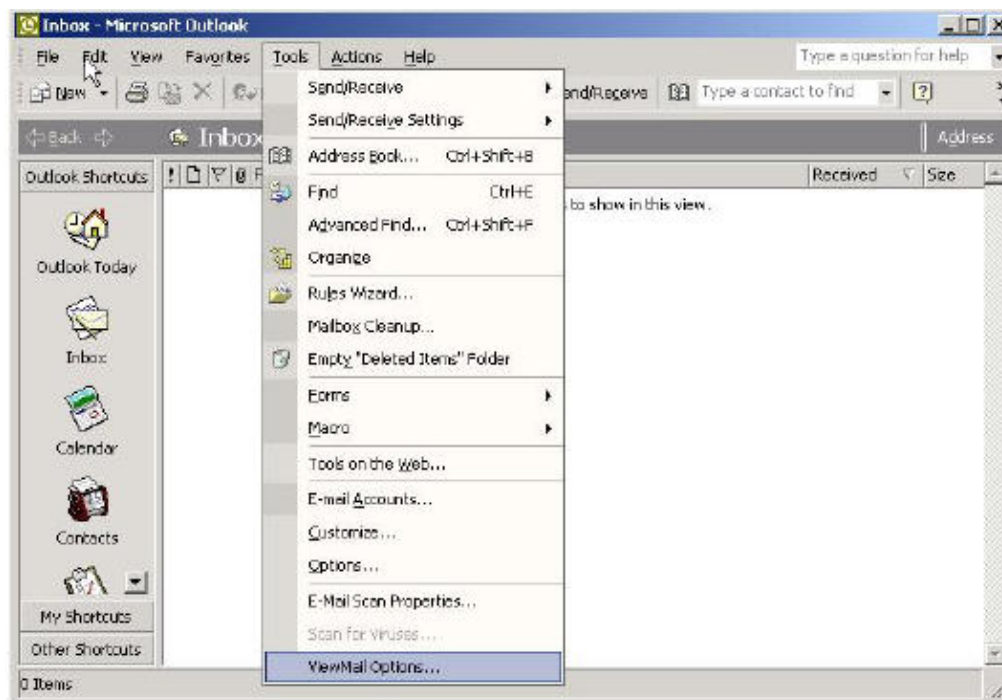 Inbox - Microsoft Outlook
File Edit View Favorites Tools Actions Help
Type a question for help
New
end/Receive
Type a contact to find
Back
Inbox
Address
Outlook Shortcuts
Received
Size
to show in this view.
Send/Receive
Send/Receive Settings
Address Book... Ctrl+Shift+B
Find Ctrl+E
Advanced Find... Ctrl+Shift+F
Organize
Rules Wizard...
Mailbox Cleanup...
Empty "Deleted Items" Folder
Forms
Macro
Tools on the Web...
E-mail Accounts...
Customize...
Options...
E-Mail Scan Properties...
Scan for Viruses...
ViewMail Options...
Outlook Today
Inbox
Calendar
Contacts
My Shortcuts
Other Shortcuts
0 Items